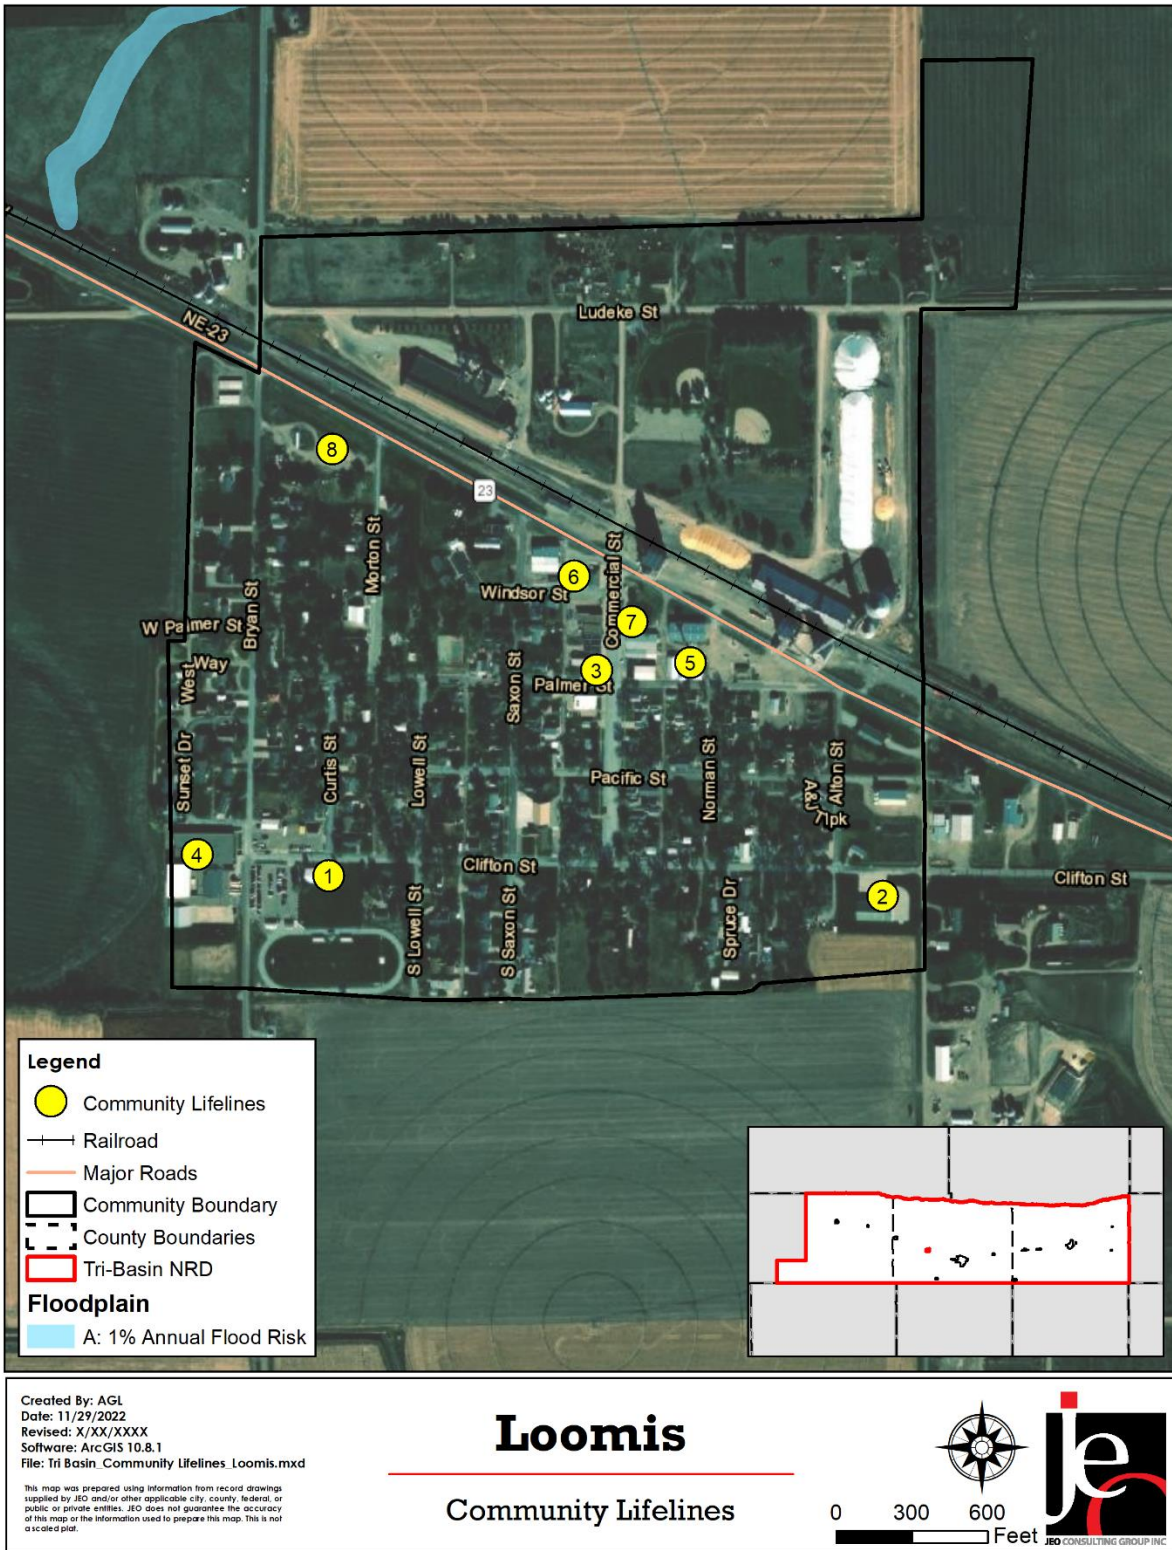 Ludeke St
NE-23
8
23
Morton St
Commercial St
6
Windsor St
7
Bryan St
W Palmer St
West Way
3
5
Palmer St
Saxon St
Sunset Dr
Curtis St
Lowell St
Pacific St
Norman St
Alton St
A&J Tlpk
4
1
Clifton St
Clifton St
2
S Lowell St
S Saxon St
Spruce Dr
Legend
Community Lifelines
Railroad
Major Roads
Community Boundary
County Boundaries
Tri-Basin NRD
Floodplain
A: 1% Annual Flood Risk
Created By: AGL
Date: 11/29/2022
Revised: X/XX/XXXX
Software: ArcGIS 10.8.1
File: Tri Basin_Community Lifelines_Loomis.mxd
This map was prepared using information from record drawings
supplied by JEO and/or other applicable city, county, federal, or
public or private entities. JEO does not guarantee the accuracy
of this map or the information used to prepare this map. This is not
a scaled plat.
Loomis
Community Lifelines
0 300 600
Feet
jeo
JEO CONSULTING GROUP INC